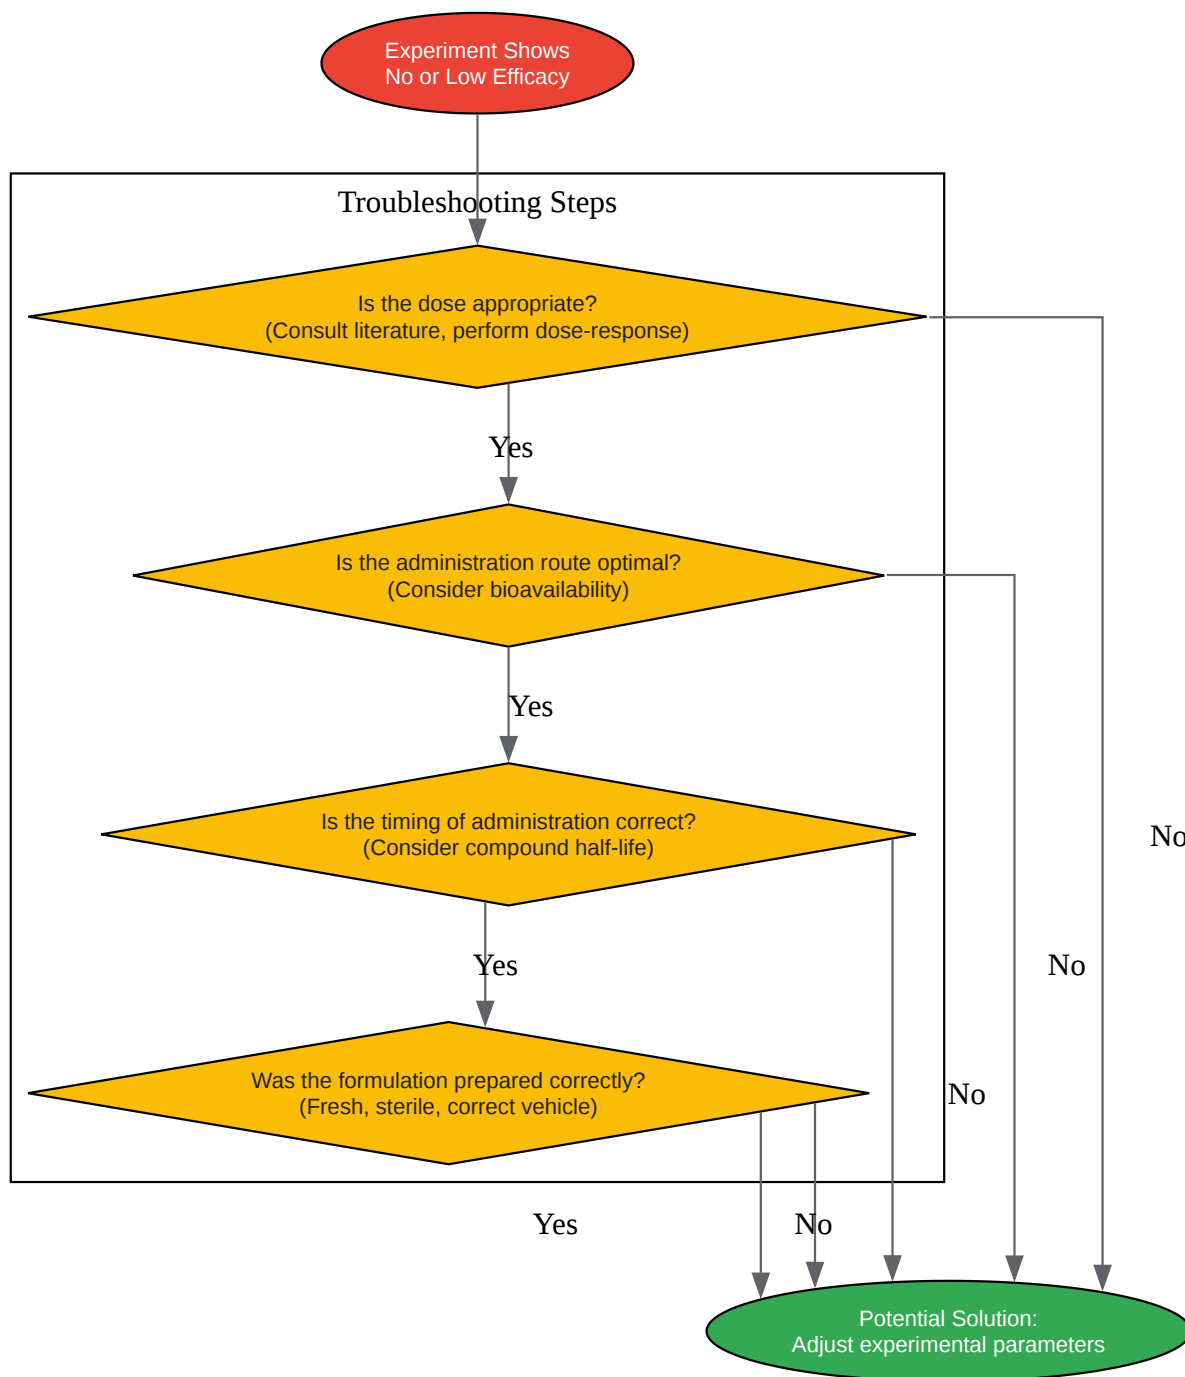 Experiment Shows
No or Low Efficacy
Troubleshooting Steps
Is the dose appropriate?
(Consult literature, perform dose-response)
Yes
Is the administration route optimal?
(Consider bioavailability)
Yes
Is the timing of administration correct?
(Consider compound half-life)
No
Yes
No
Was the formulation prepared correctly?
(Fresh, sterile, correct vehicle)
No
Yes
No
Potential Solution:
Adjust experimental parameters